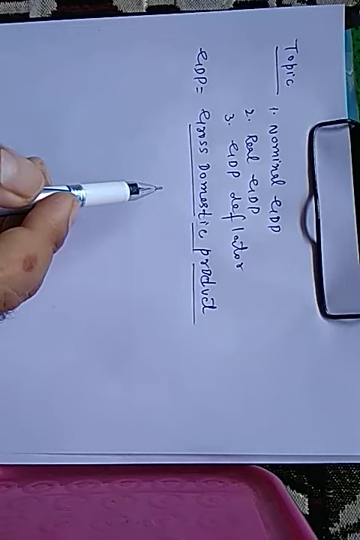 Topic 1. Nominal GDP
2. Real GDP
3. GDP deflator
GDP = Gross Domestic product